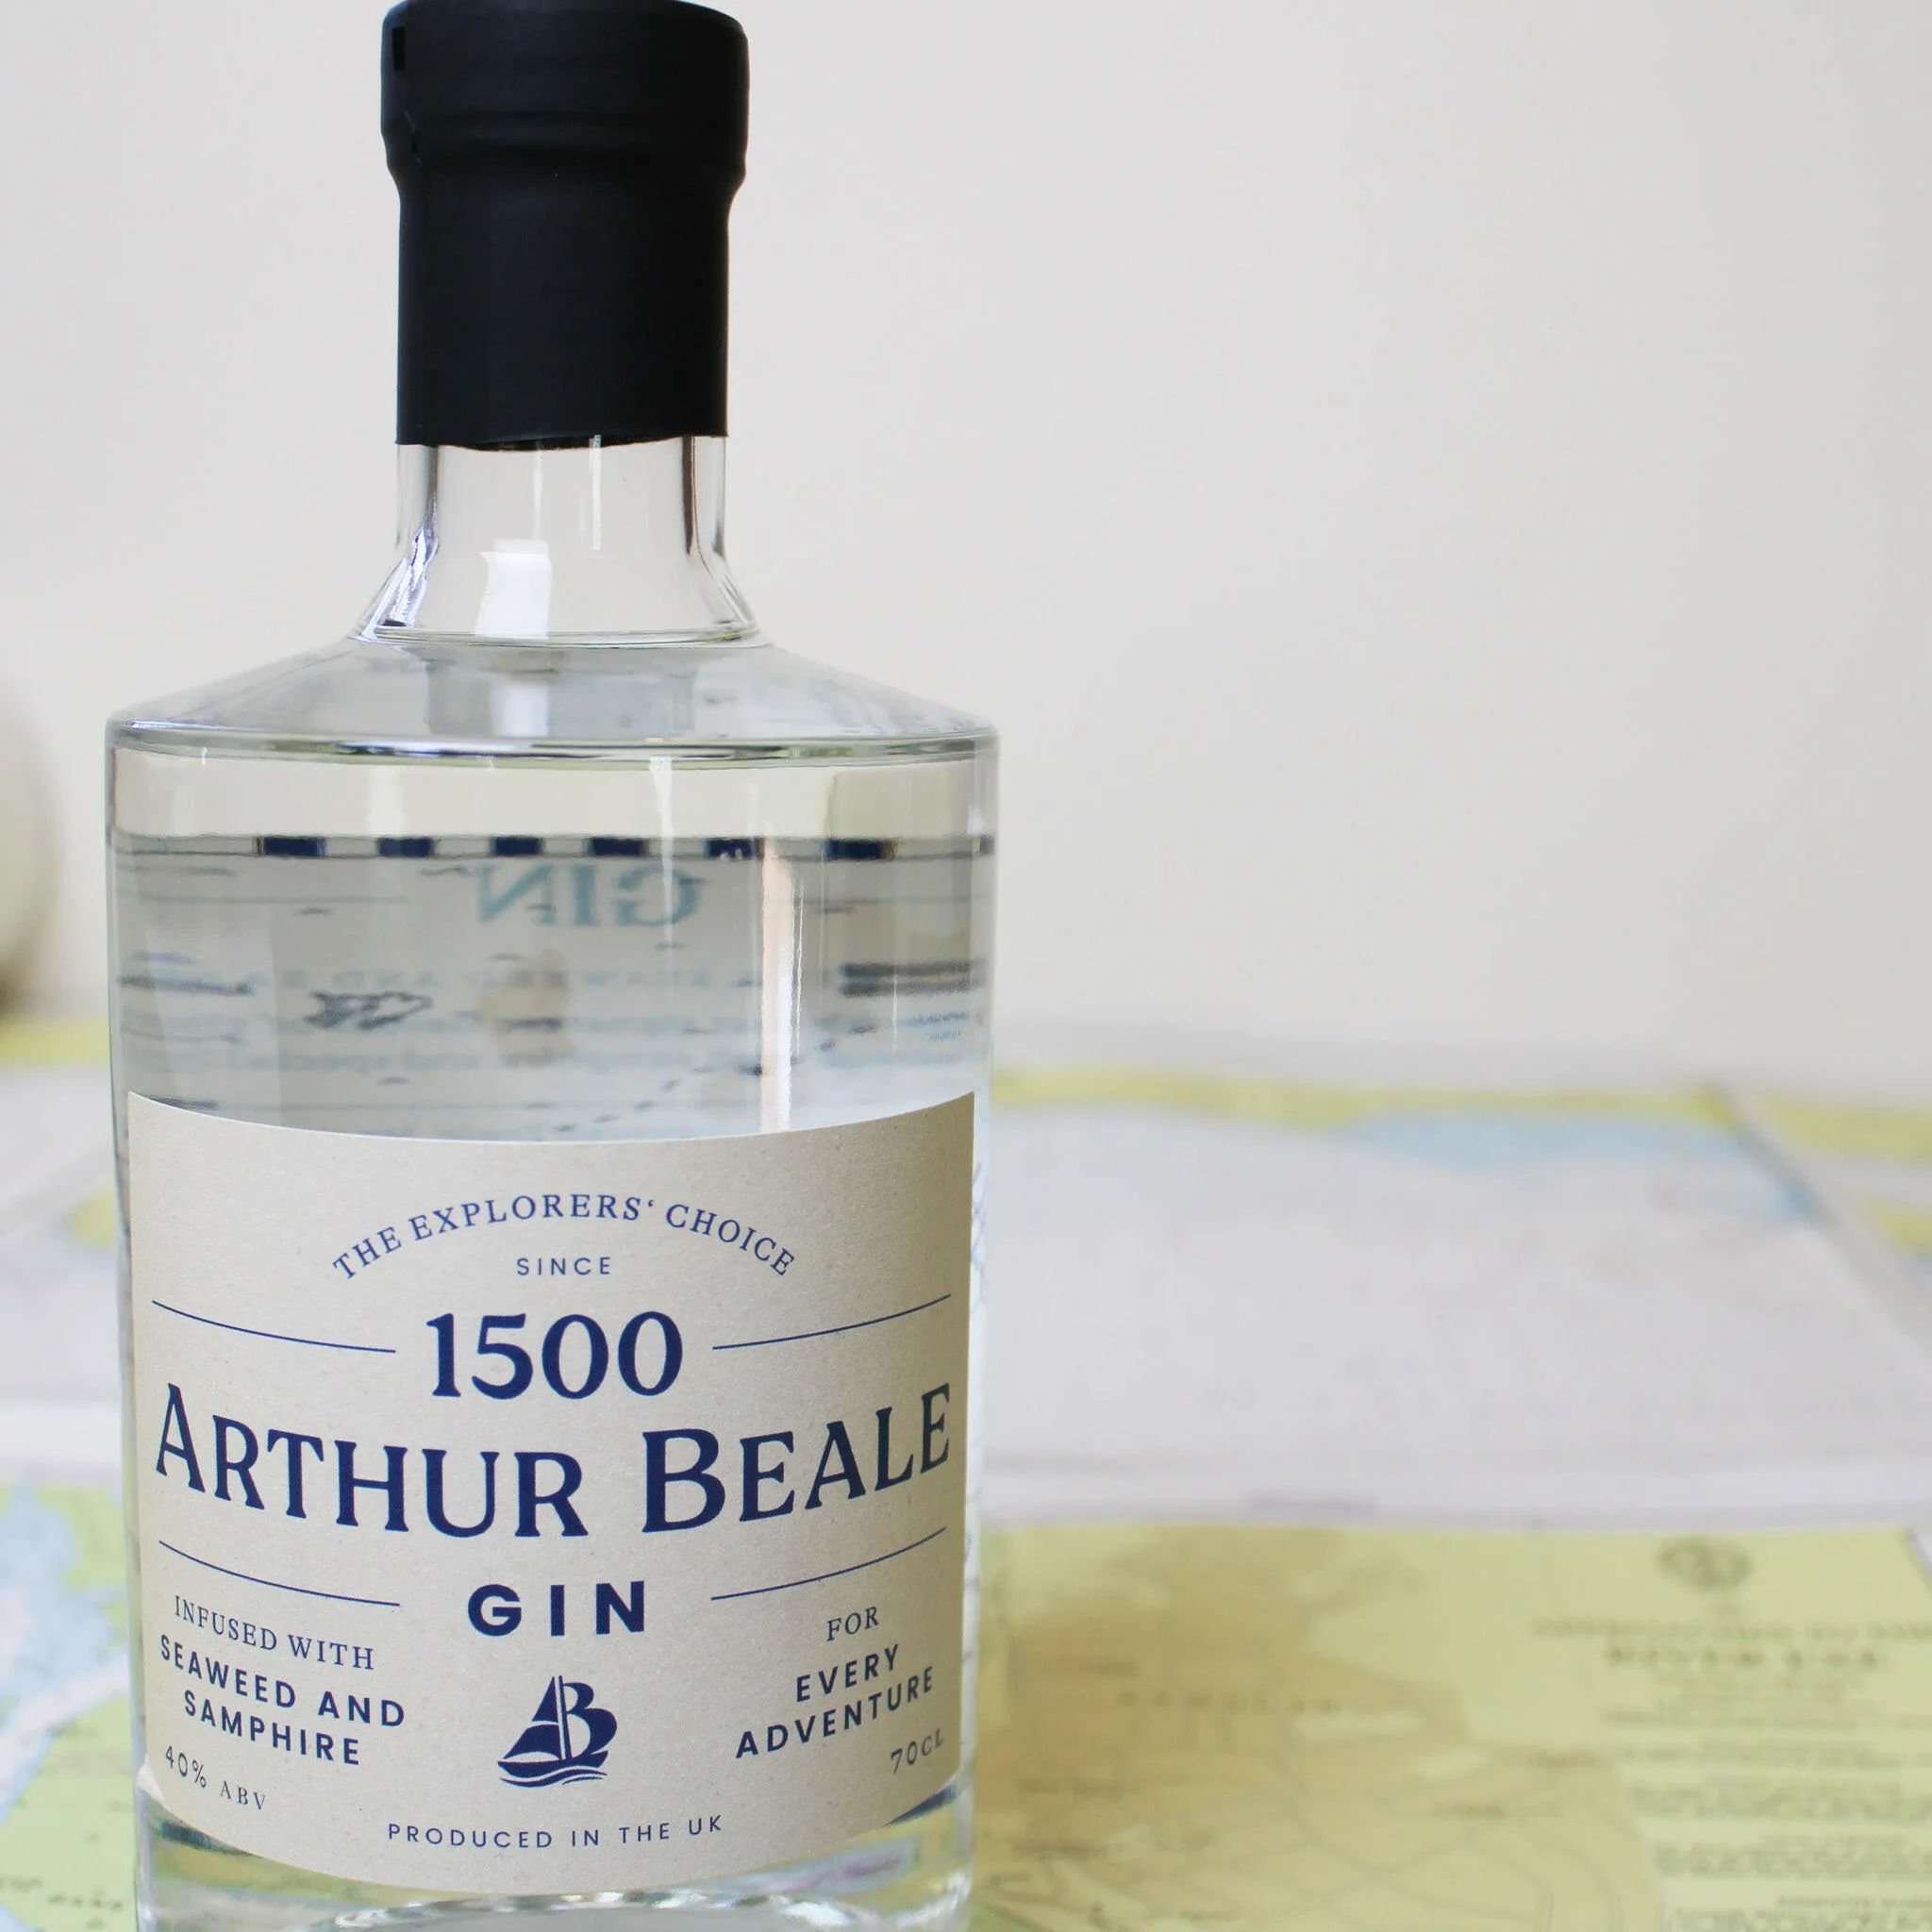 THE EXPLORERS‘ CHOICE
SINCE
1500
ARTHUR BEALE
GIN
INFUSED WITH
SEAWEED AND
SAMPHIRE
40% ABV
FOR
EVERY
ADVENTURE
70CL
PRODUCED IN THE UK
GIN